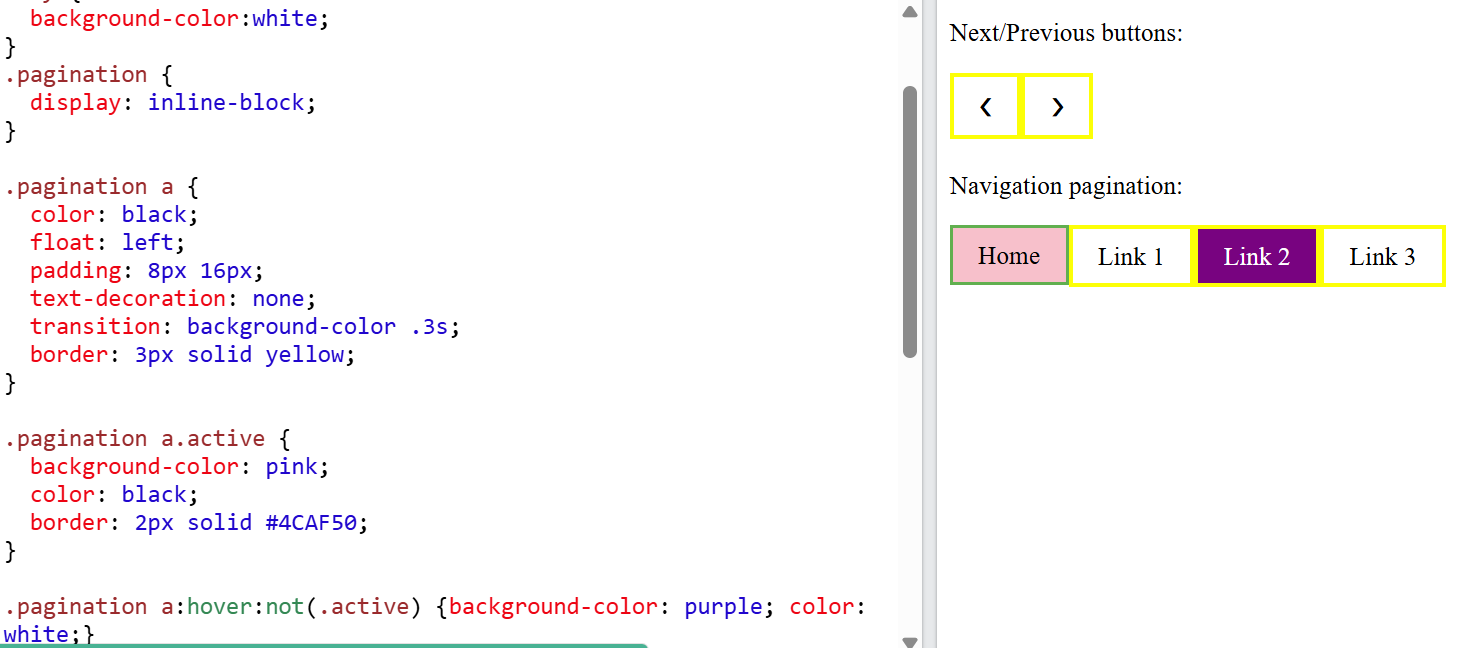 background-color:white;
}
.pagination {
display: inline-block;
}
.pagination a {
color: black;
float: left;
padding: 8px 16px;
text-decoration: none;
transition: background-color .3s;
border: 3px solid yellow;
}
.pagination a.active {
background-color: pink;
color: black;
border: 2px solid #4CAF50;
}
.pagination a:hover:not(.active) {background-color: purple; color:
white;}
Next/Previous buttons:
❮ ❯
Navigation pagination:
Home Link 1 Link 2 Link 3